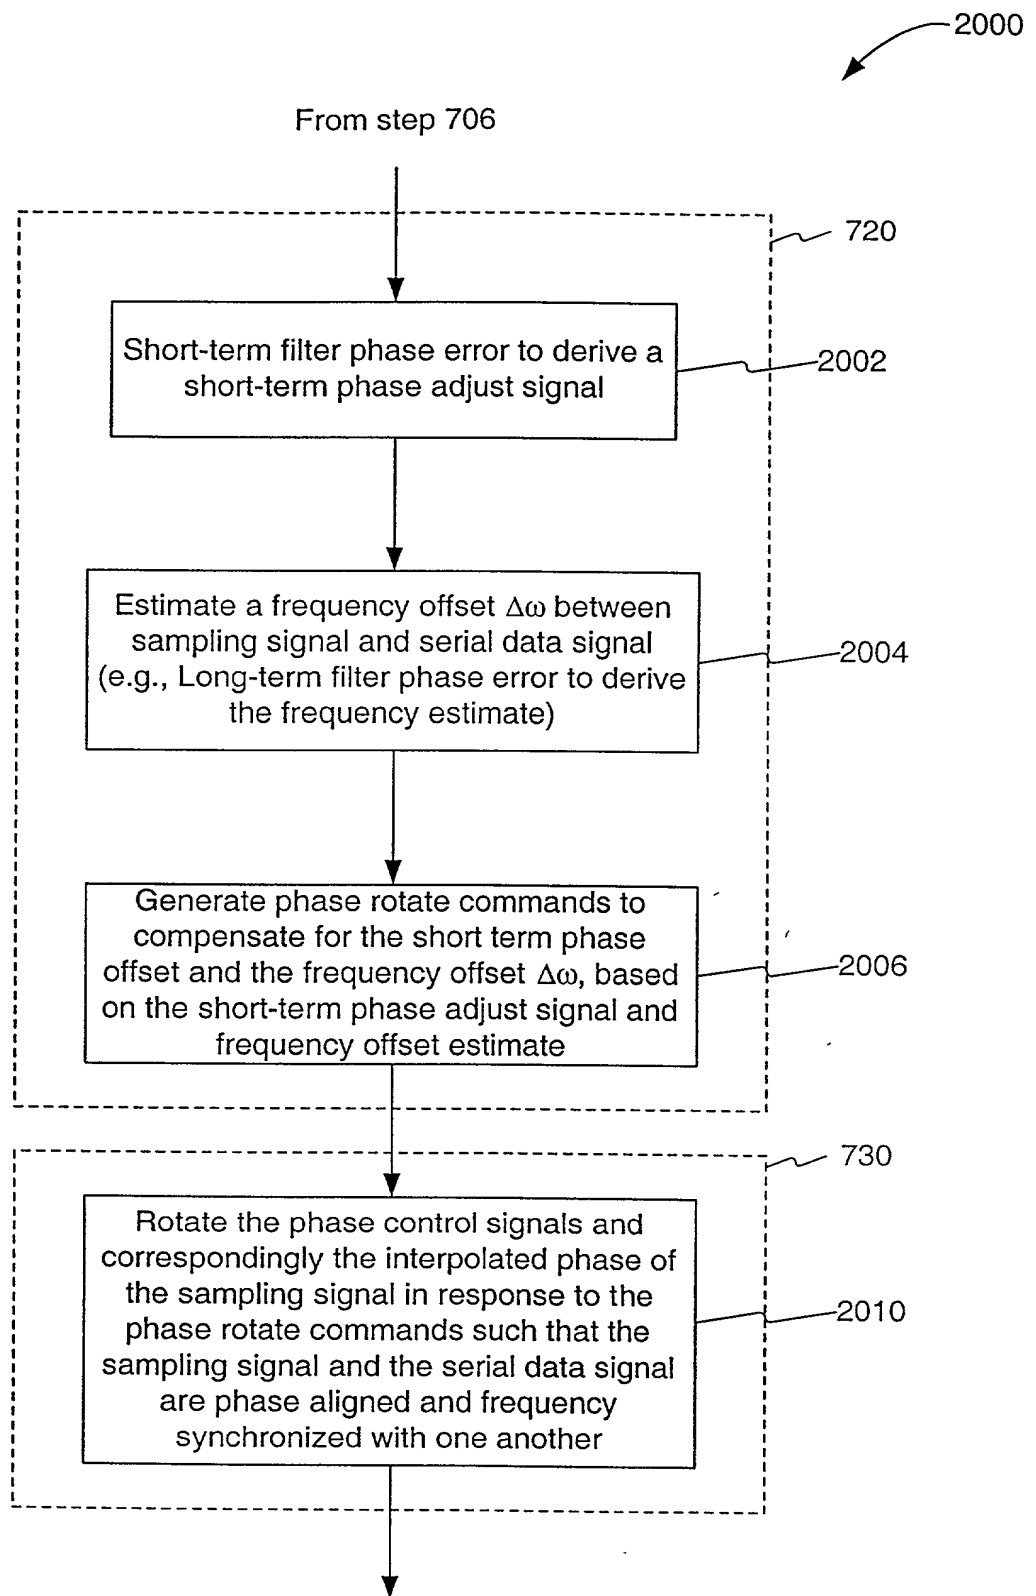 2000
From step 706
720
Short-term filter phase error to derive a
short-term phase adjust signal
2002
Estimate a frequency offset Δω between
sampling signal and serial data signal
(e.g., Long-term filter phase error to derive
the frequency estimate)
2004
Generate phase rotate commands to
compensate for the short term phase
offset and the frequency offset Δω, based
on the short-term phase adjust signal and
frequency offset estimate
2006
730
Rotate the phase control signals and
correspondingly the interpolated phase of
the sampling signal in response to the
phase rotate commands such that the
sampling signal and the serial data signal
are phase aligned and frequency
synchronized with one another
2010